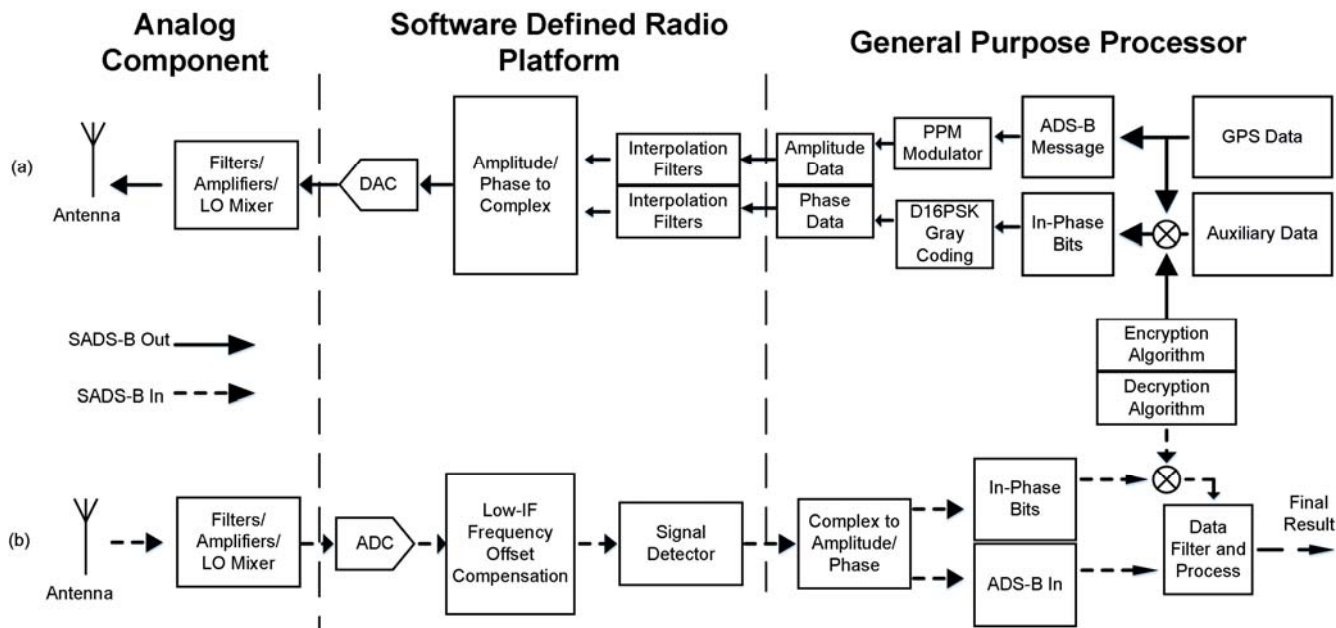 Analog
Component
Software Defined Radio
Platform
General Purpose Processor
(a)
Antenna
Filters/
Amplifiers/
LO Mixer
DAC
Amplitude/
Phase to
Complex
Interpolation
Filters
Interpolation
Filters
Amplitude
Data
Phase
Data
PPM
Modulator
D16PSK
Gray
Coding
ADS-B
Message
In-Phase
Bits
GPS Data
Auxiliary Data
SADS-B Out
SADS-B In
Encryption
Algorithm
Decryption
Algorithm
(b)
Antenna
Filters/
Amplifiers/
LO Mixer
ADC
Low-IF
Frequency
Offset
Compensation
Signal
Detector
Complex to
Amplitude/
Phase
In-Phase
Bits
ADS-B In
Data
Filter and
Process
Final
Result